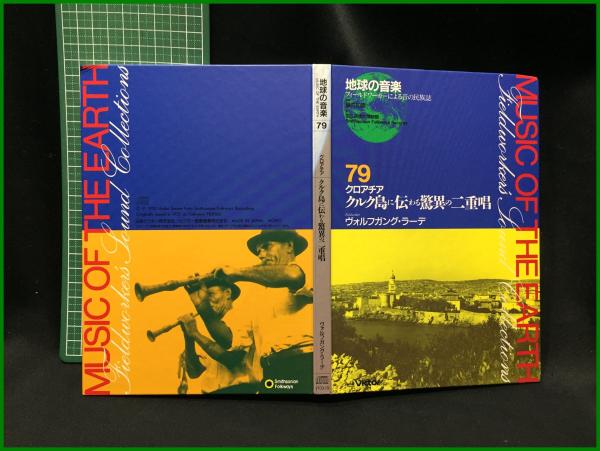 MUSIC OF THE EARTH
Fieldworkers' Sound Collections
Smithsonian
Folkways
地球の音楽
79
クロアチア
クルク島に伝わる驚異の二重唱
ヴォルフガング・ラーデ
地球の音楽
フィールドワーカーによる音の民族誌
79
クロアチア
クルク島に伝わる驚異の二重唱
ヴォルフガング・ラーデ
Victor
MUSIC OF THE EARTH
Fieldworkers' Sound Collections